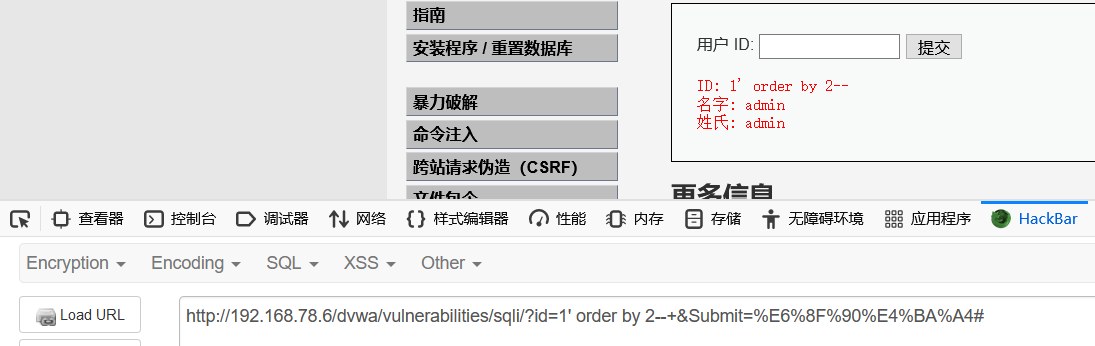 指南
安装程序 / 重置数据库
暴力破解
命令注入
跨站请求伪造（CSRF）
文件包含
用户 ID:
提交
ID: 1' order by 2--
名字: admin
姓氏: admin
更多信息
查看器
控制台
调试器
网络
样式编辑器
性能
内存
存储
无障碍环境
应用程序
HackBar
Encryption
Encoding
SQL
XSS
Other
Load URL
http://192.168.78.6/dvwa/vulnerabilities/sqli/?id=1' order by 2--+&Submit=%E6%8F%90%E4%BA%A4#